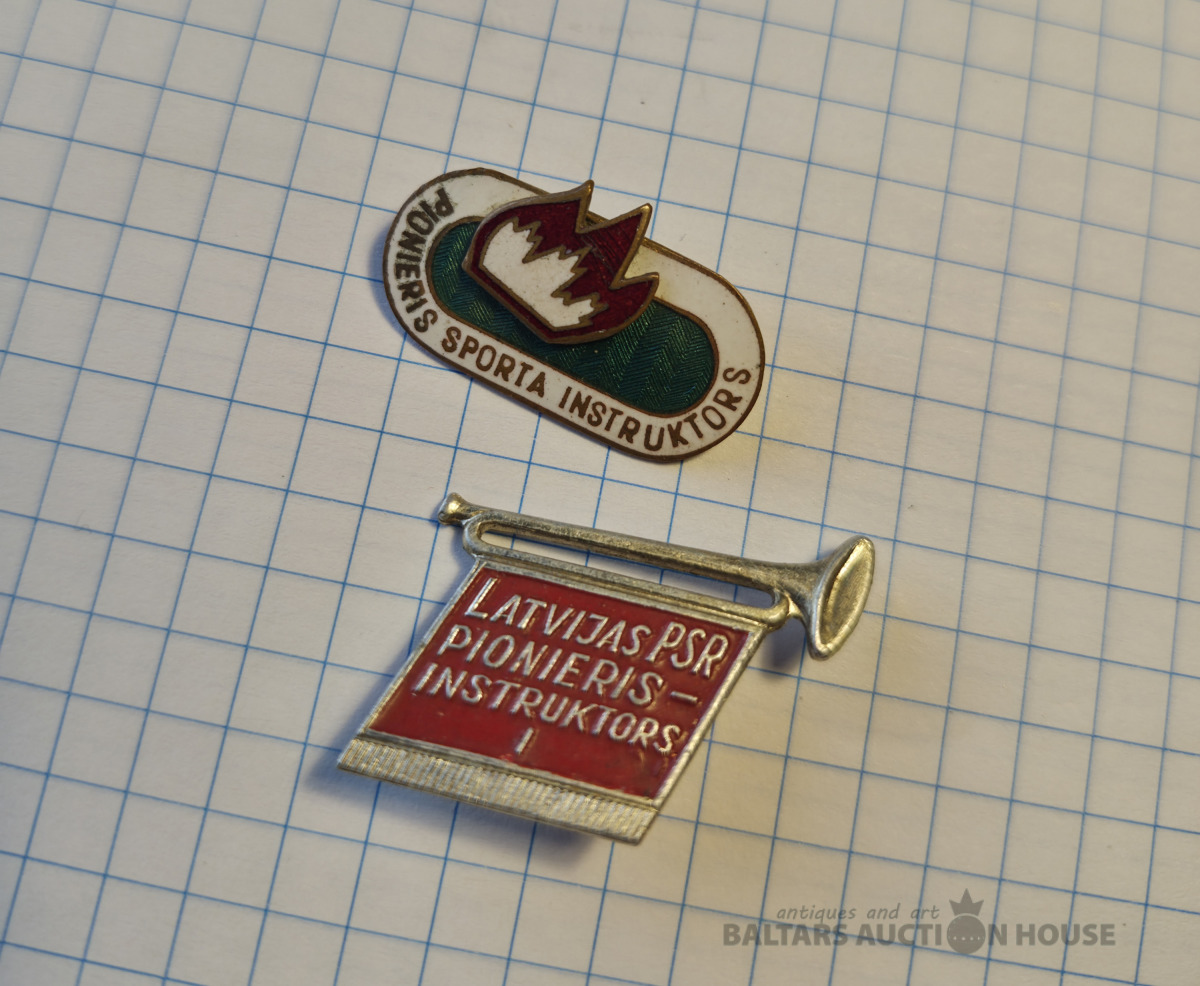 PIONIERIS SPORTA INSTRUKTORS
LATVIJAS PSR
PIONIERIS–
INSTRUKTORS
I
antiques and art
BALTARS AUCTION HOUSE